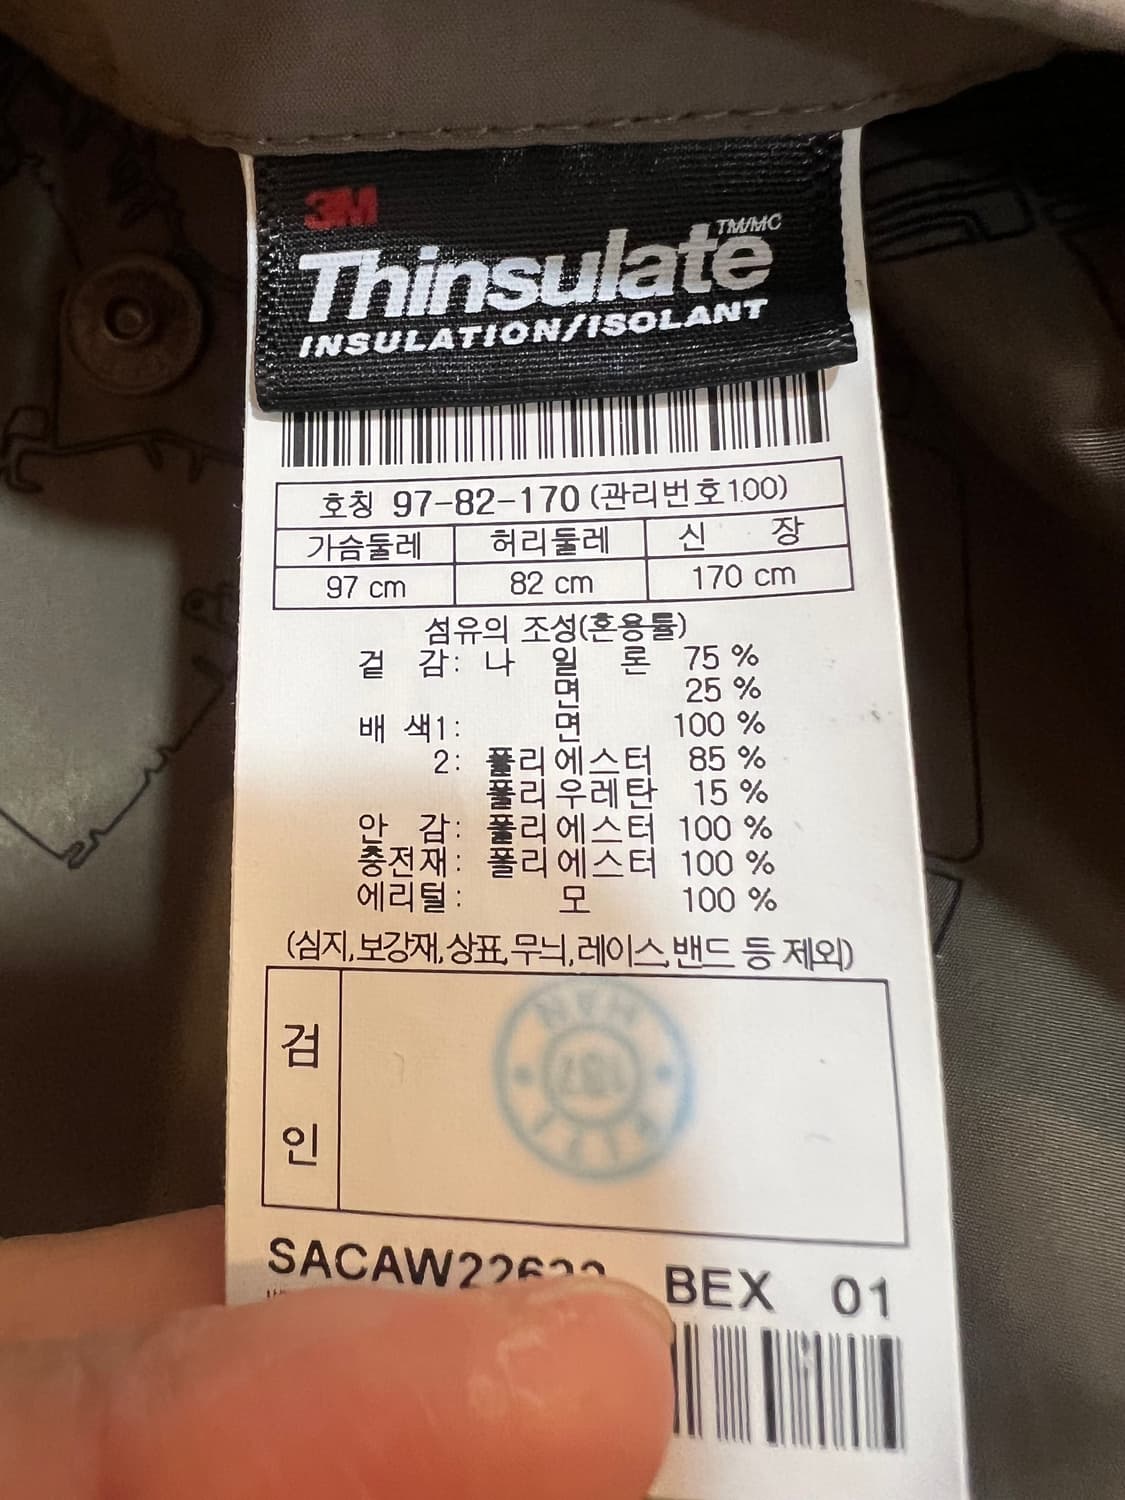 3M
Thinsulate TM/MC
INSULATION/ISOLANT
호칭 97-82-170 (관리번호100)
가슴둘레 허리둘레 신 장
97 cm 82 cm 170 cm
섬유의 조성(혼용률)
겉 감: 나 일 론 75 %
면 25 %
배 색1: 면 100 %
2: 폴리에스터 85 %
폴리우레탄 15 %
안 감: 폴리에스터 100 %
충전재: 폴리에스터 100 %
에리털: 모 100 %
(심지,보강재,상표,무늬,레이스,밴드 등 제외)
검
인
BEX 01